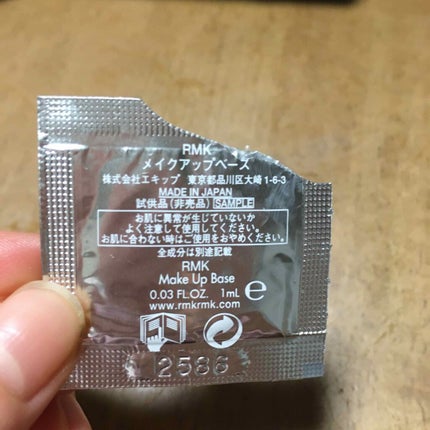 RMK
メイクアップベース
株式会社エキップ 東京都品川区大崎1-6-3
MADE IN JAPAN
試供品(非売品) SAMPLE
お肌に異常が生じていないか
よく注意して使用してください。
お肌に合わない時はご使用をおやめください。
全成分は別途記載
RMK
Make Up Base
0.03 FL.OZ. 1mL e
www.rmkrmk.com
2586